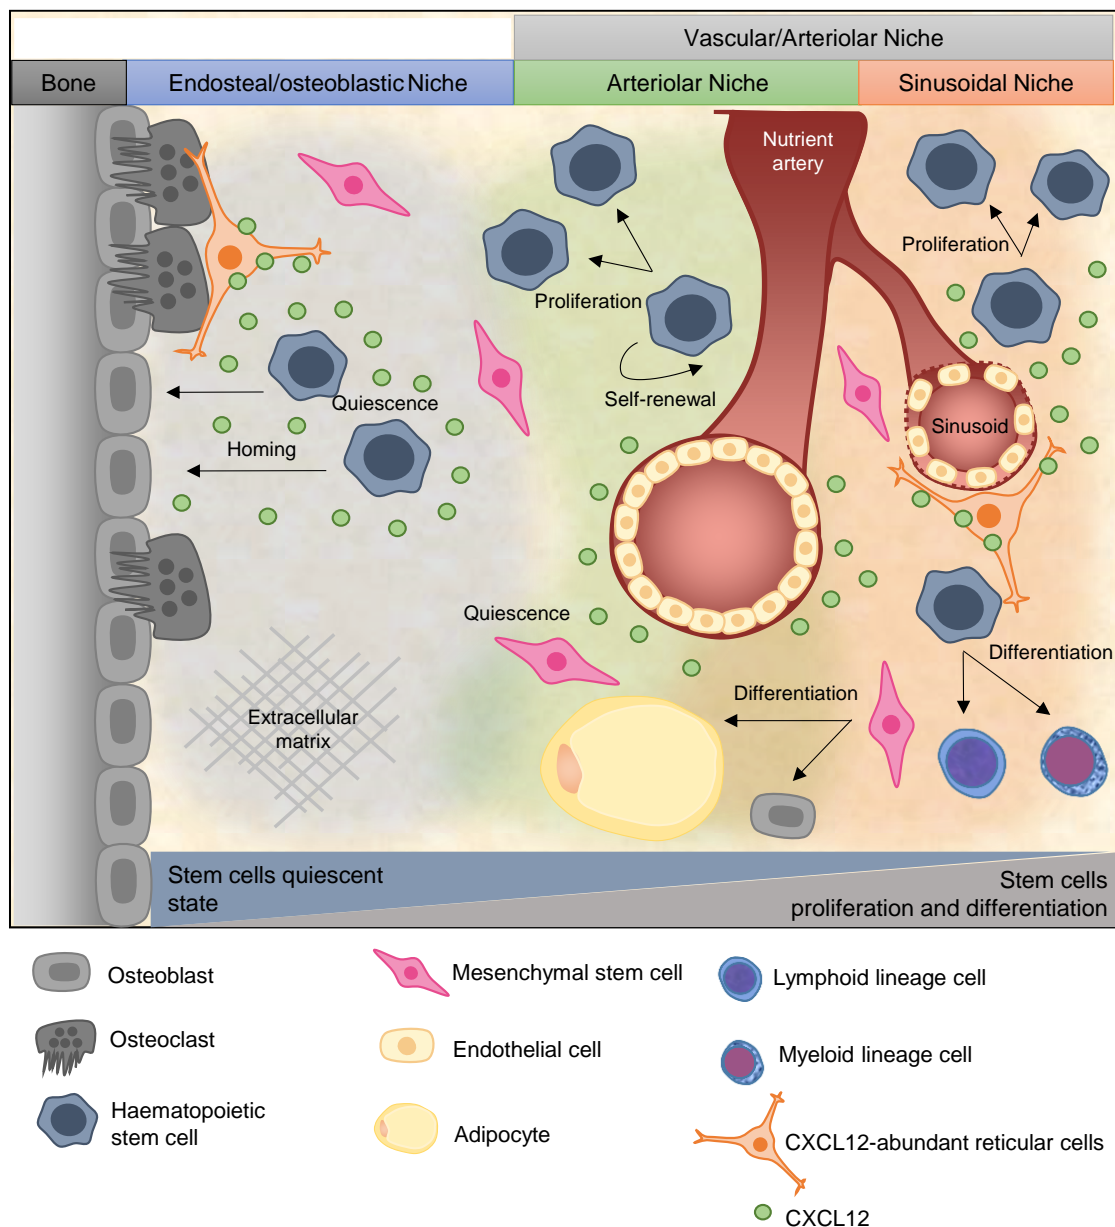 Vascular/Arteriolar Niche
Bone
Endosteal/osteoblastic Niche
Arteriolar Niche
Sinusoidal Niche
Nutrient
artery
Proliferation
Proliferation
Self-renewal
Quiescence
Homing
Sinusoid
Quiescence
Differentiation
Differentiation
Extracellular
matrix
Stem cells quiescent
state
Stem cells
proliferation and differentiation
Osteoblast
Mesenchymal stem cell
Lymphoid lineage cell
Osteoclast
Endothelial cell
Myeloid lineage cell
Haematopoietic
stem cell
Adipocyte
CXCL12-abundant reticular cells
CXCL12